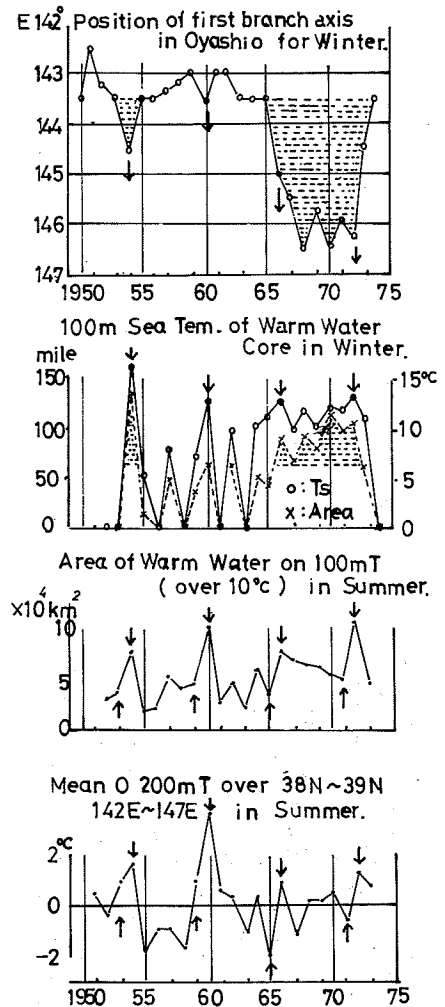 E 142° Position of first branch axis
in Oyashio for Winter.
143
144
145
146
147
1950 60 65 70 75
100m Sea Tem. of Warm Water
mile Core in Winter.
150 15°C
100 10
50 5
o : Ts
x : Area
0 0
Area of Warm Water on 100mT
×10⁴km² (over 10°C) in Summer.
10
5
0
Mean O 200mT over 38N~39N
142E~147E in Summer.
°C
2
0
-2
1950 60 65 70 75